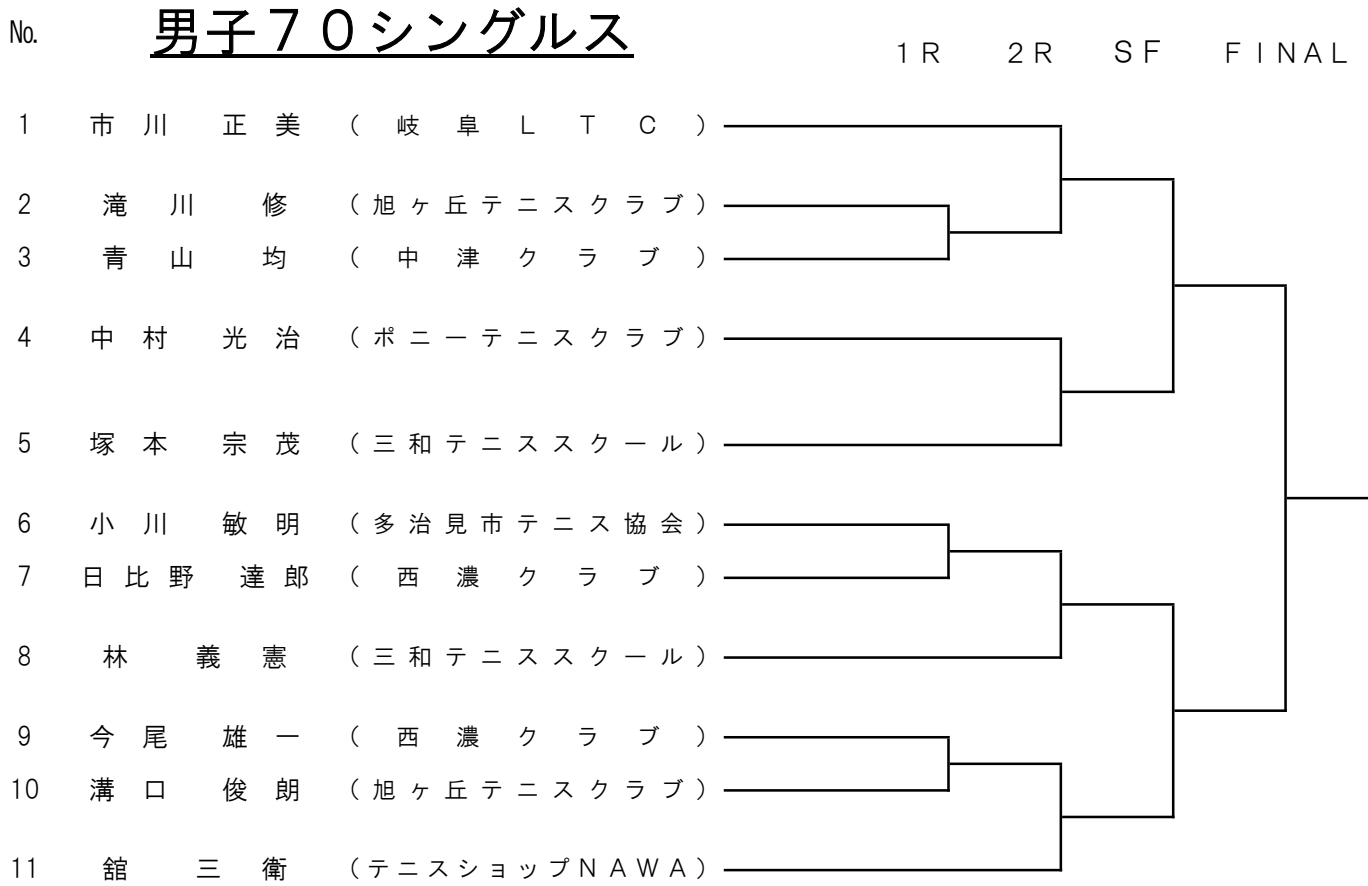 No. 男子７０シングルス
１Ｒ ２Ｒ ＳＦ ＦＩＮＡＬ
1 市川 正美 （岐阜ＬＴＣ）
2 滝川 修 （旭ヶ丘テニスクラブ）
3 青山 均 （中津クラブ）
4 中村 光治 （ポニーテニスクラブ）
5 塚本 宗茂 （三和テニススクール）
6 小川 敏明 （多治見市テニス協会）
7 日比野 達郎 （西濃クラブ）
8 林 義憲 （三和テニススクール）
9 今尾 雄一 （西濃クラブ）
10 溝口 俊朗 （旭ヶ丘テニスクラブ）
11 舘 三衛 （テニスショップＮＡＷＡ）